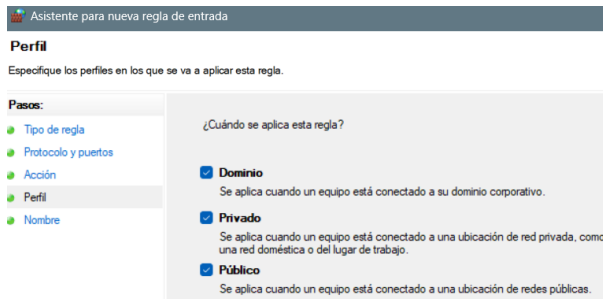 Asistente para nueva regla de entrada
Perfil
Especifique los perfiles en los que se va a aplicar esta regla.
Pasos:
Tipo de regla
Protocolo y puertos
Acción
Perfil
Nombre
¿Cuándo se aplica esta regla?
Dominio
Se aplica cuando un equipo está conectado a su dominio corporativo.
Privado
Se aplica cuando un equipo está conectado a una ubicación de red privada, como
una red doméstica o del lugar de trabajo.
Público
Se aplica cuando un equipo está conectado a una ubicación de redes públicas.